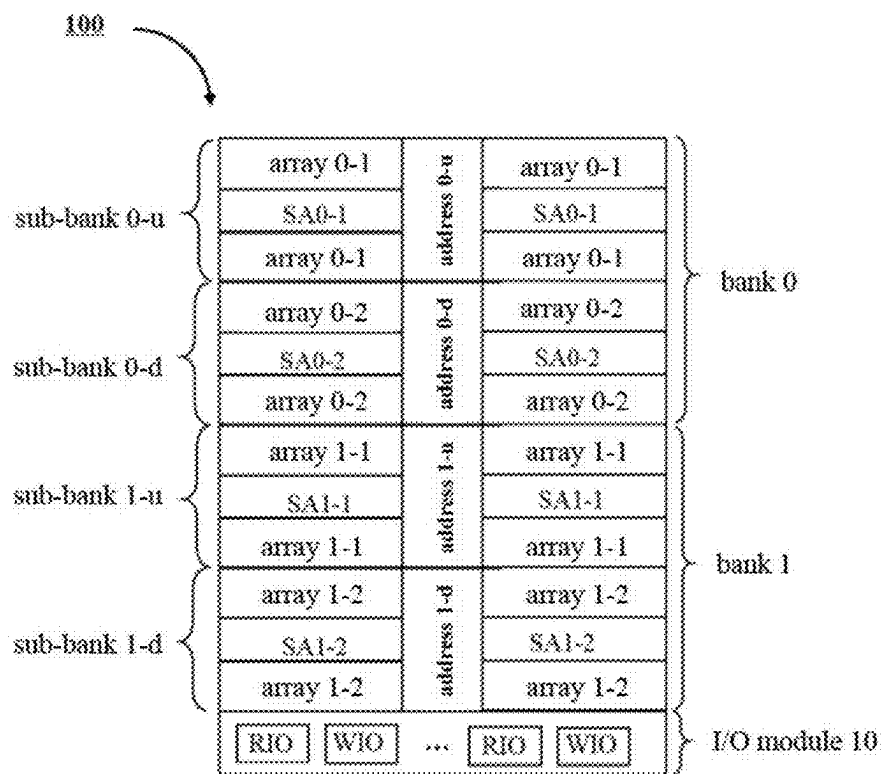 100
array 0-1 array 0-1
sub-bank 0-u SA0-1 address 0-u SA0-1
array 0-1 array 0-1
bank 0
array 0-2 array 0-2
sub-bank 0-d SA0-2 address 0-d SA0-2
array 0-2 array 0-2
array 1-1 array 1-1
sub-bank 1-u SA1-1 address 1-u SA1-1
array 1-1 array 1-1
bank 1
array 1-2 array 1-2
sub-bank 1-d SA1-2 address 1-d SA1-2
array 1-2 array 1-2
RIO WIO ... RIO WIO I/O module 10